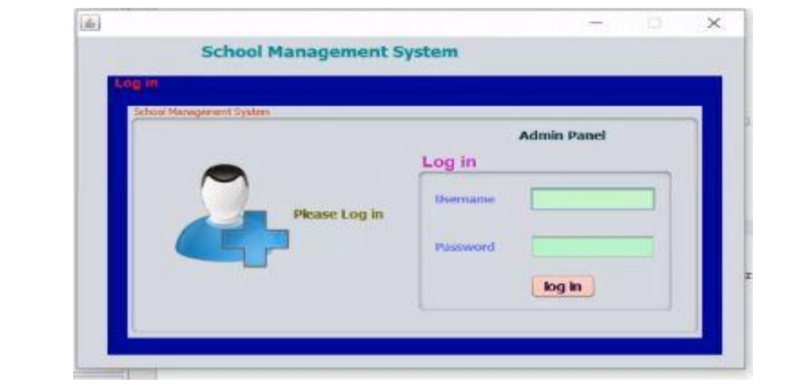 School Management System
Log in
School Management System
Admin Panel
Log in
Username
Please Log in
Password
log in